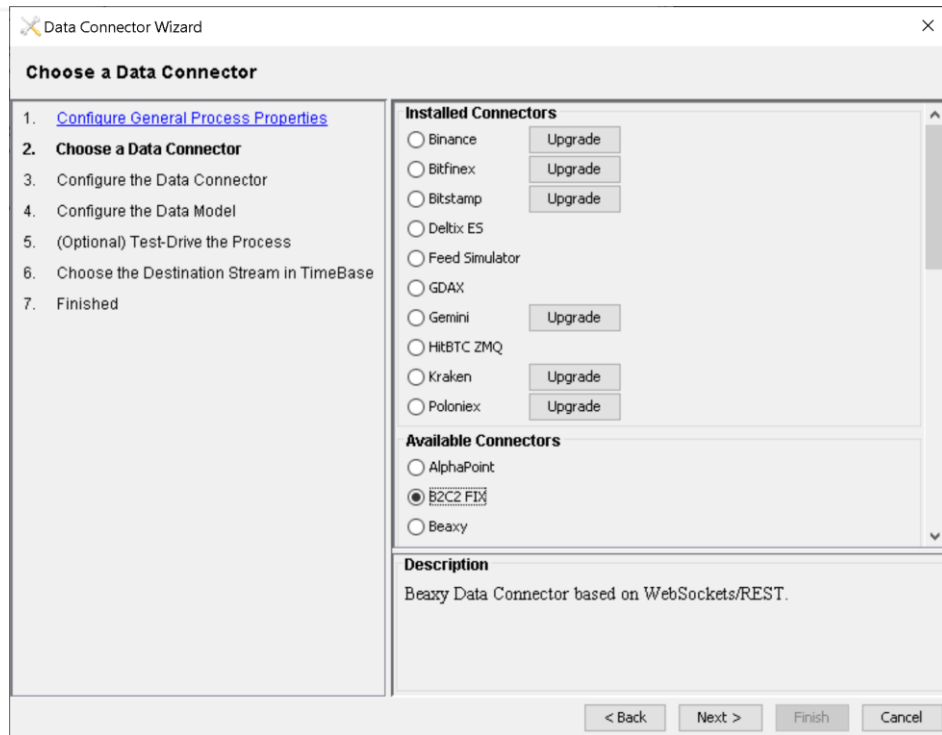 Data Connector Wizard
Choose a Data Connector
1. Configure General Process Properties
2. Choose a Data Connector
3. Configure the Data Connector
4. Configure the Data Model
5. (Optional) Test-Drive the Process
6. Choose the Destination Stream in TimeBase
7. Finished
Installed Connectors
Binance Upgrade
Bitfinex Upgrade
Bitstamp Upgrade
Deltix ES
Feed Simulator
GDAX
Gemini Upgrade
HitBTC ZMQ
Kraken Upgrade
Poloniex Upgrade
Available Connectors
AlphaPoint
B2C2 FIX
Beaxy
Description
Beaxy Data Connector based on WebSockets/REST.
< Back Next > Finish Cancel